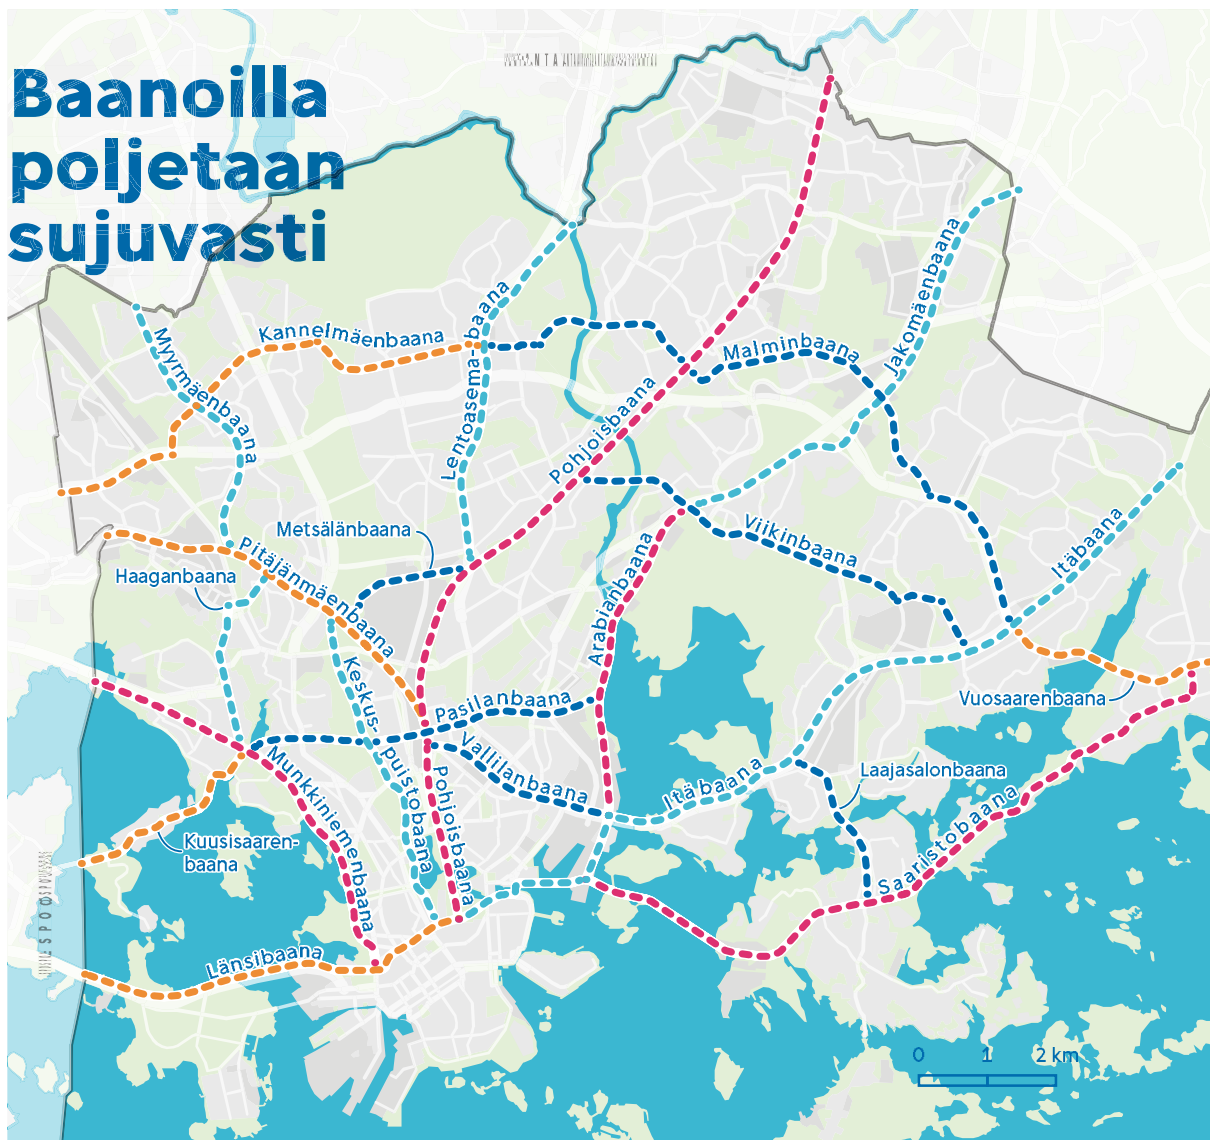 Baanoilla
poljetaan
sujuvasti
Myyrmäenbaana
Kannelmäenbaana
Lentoasema-baana
Malminbaana
Jakomäenbaana
Pohjoisbaana
Metsälänbaana
Pitäjänmäenbaana
Haaganbaana
Viikinbaana
Itäbaana
Arabianbaana
Keskus-
puistobaana
Pasilanbaana
Vallilanbaana
Vuosaarenbaana
Munkkiniemenbaana
Pohjoisbaana
Itäbaana
Laajasalonbaana
Saaristobaana
Kuusisaaren-
baana
Länsibaana
ESPOO
0 1 2 km